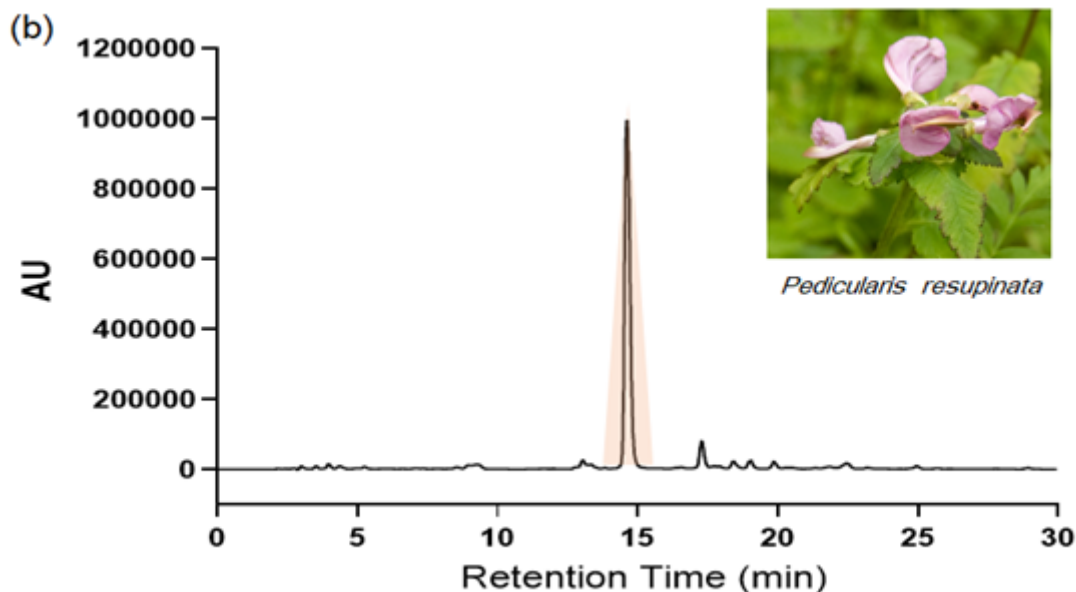 (b)
1200000
1000000
800000
600000
400000
200000
0
AU
0 5 10 15 20 25 30
Retention Time (min)
Pedicularis resupinata